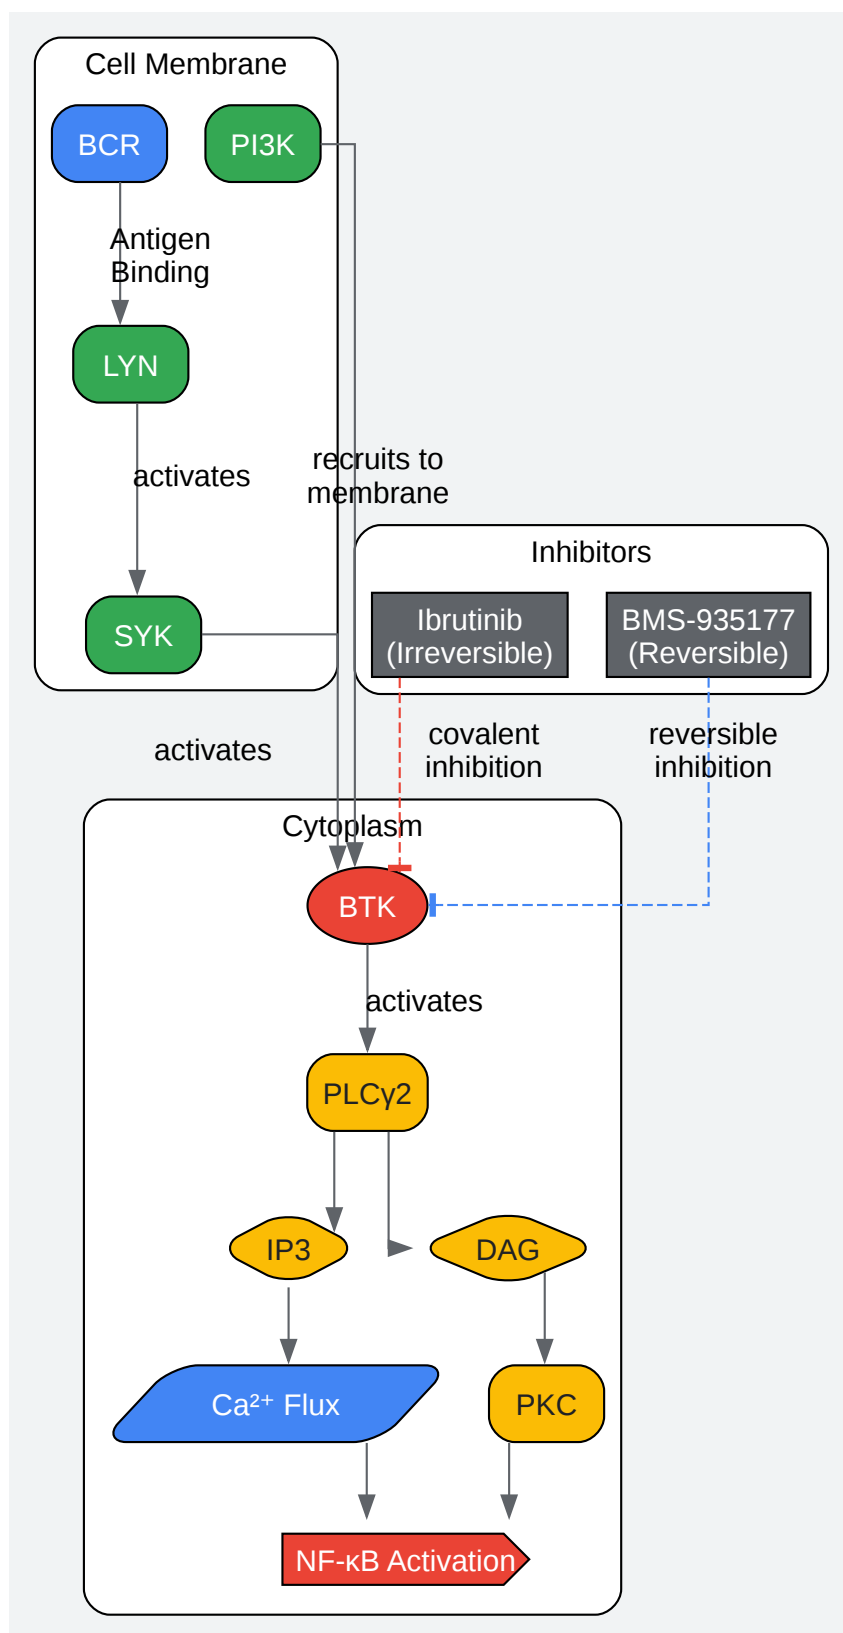 Cell Membrane
BCR
PI3K
Antigen
Binding
LYN
activates
recruits to
membrane
Inhibitors
Ibrutinib
(Irreversible)
BMS-935177
(Reversible)
SYK
activates
covalent
inhibition
reversible
inhibition
Cytoplasm
BTK
activates
PLCγ2
IP3
DAG
Ca²⁺ Flux
PKC
NF-κB Activation